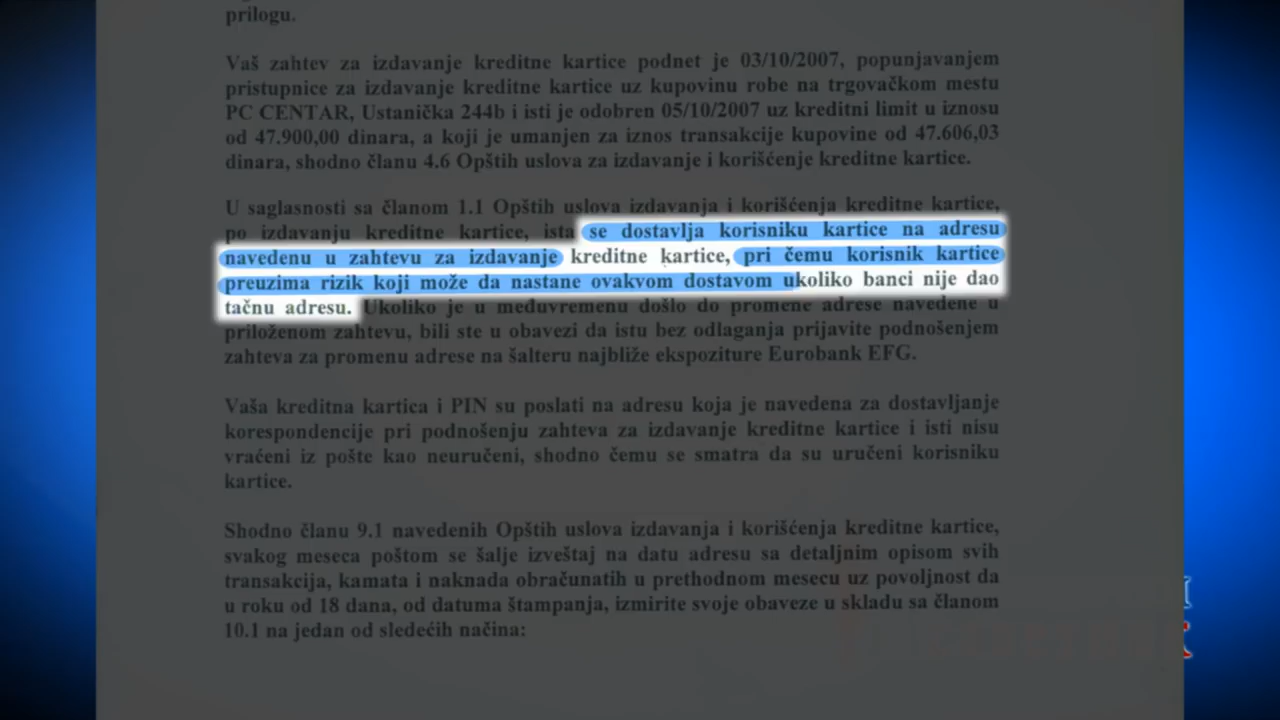 prilogu.
Vaš zahtev za izdavanje kreditne kartice podnet je 03/10/2007, popunjavanjem
pristupnice za izdavanje kreditne kartice uz kupovinu robe na trgovačkom mestu
PC CENTAR, Ustanička 244b i isti je odobren 05/10/2007 uz kreditni limit u iznosu
od 47.900,00 dinara, a koji je umanjen za iznos transakcije kupovine od 47.606,03
dinara, shodno članu 4.6 Opštih uslova za izdavanje i korišćenje kreditne kartice.
U saglasnosti sa članom 1.1 Opštih uslova izdavanja i korišćenja kreditne kartice,
po izdavanju kreditne kartice, ista se dostavlja korisniku kartice na adresu
navedenu u zahtevu za izdavanje kreditne kartice, pri čemu korisnik kartice
preuzima rizik koji može da nastane ovakvom dostavom ukoliko banci nije dao
tačnu adresu. Ukoliko je u međuvremenu došlo do promene adrese navedene u
priloženom zahtevu, bili ste u obavezi da istu bez odlaganja prijavite podnošenjem
zahteva za promenu adrese na šalteru najbliže ekspoziture Eurobank EFG.
Vaša kreditna kartica i PIN su poslati na adresu koja je navedena za dostavljanje
korespondencije pri podnošenju zahteva za izdavanje kreditne kartice i isti nisu
vraćeni iz pošte kao neuručeni, shodno čemu se smatra da su uručeni korisniku
kartice.
Shodno članu 9.1 navedenih Opštih uslova izdavanja i korišćenja kreditne kartice,
svakog meseca poštom se šalje izveštaj na datu adresu sa detaljnim opisom svih
transakcija, kamata i naknada obračunatih u prethodnom mesecu uz povoljnost da
u roku od 18 dana, od datuma štampanja, izmirite svoje obaveze u skladu sa članom
10.1 na jedan od sledećih načina: